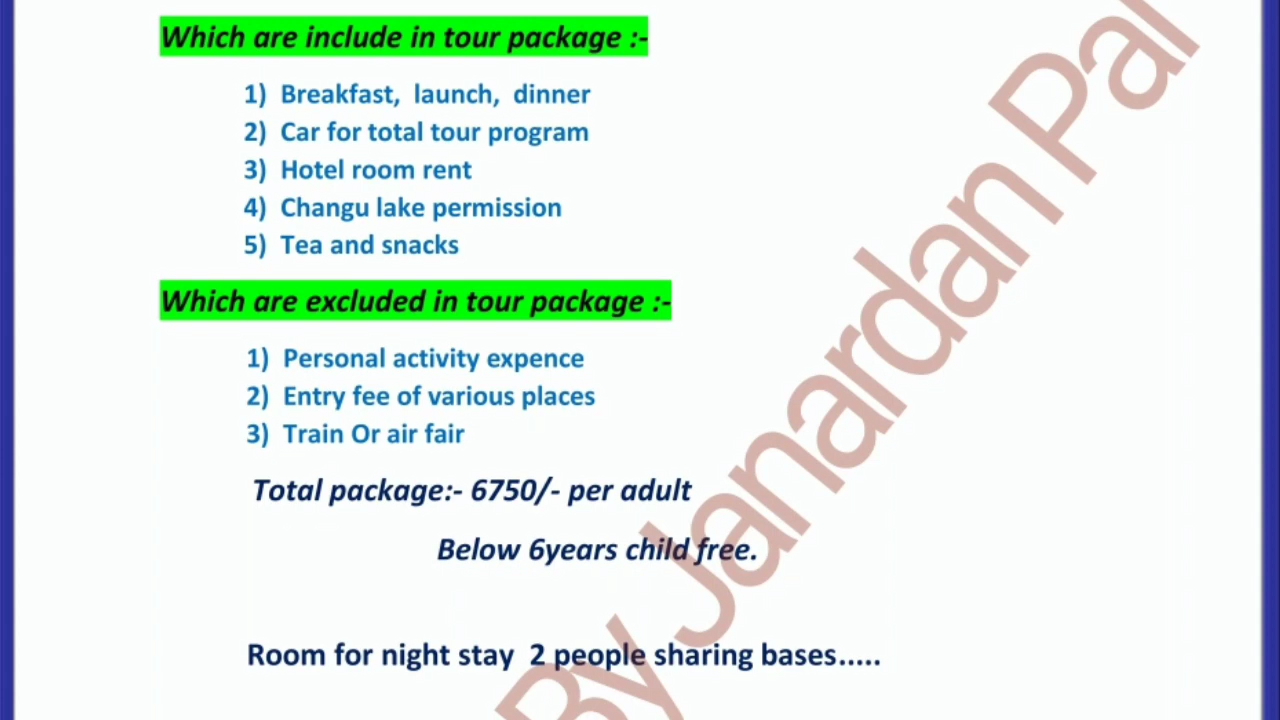 Which are include in tour package :-
1) Breakfast, launch, dinner
2) Car for total tour program
3) Hotel room rent
4) Changu lake permission
5) Tea and snacks
Which are excluded in tour package :-
1) Personal activity expence
2) Entry fee of various places
3) Train Or air fair
Total package:- 6750/- per adult
Below 6years child free.
Room for night stay 2 people sharing bases.....
By Janardan Pal